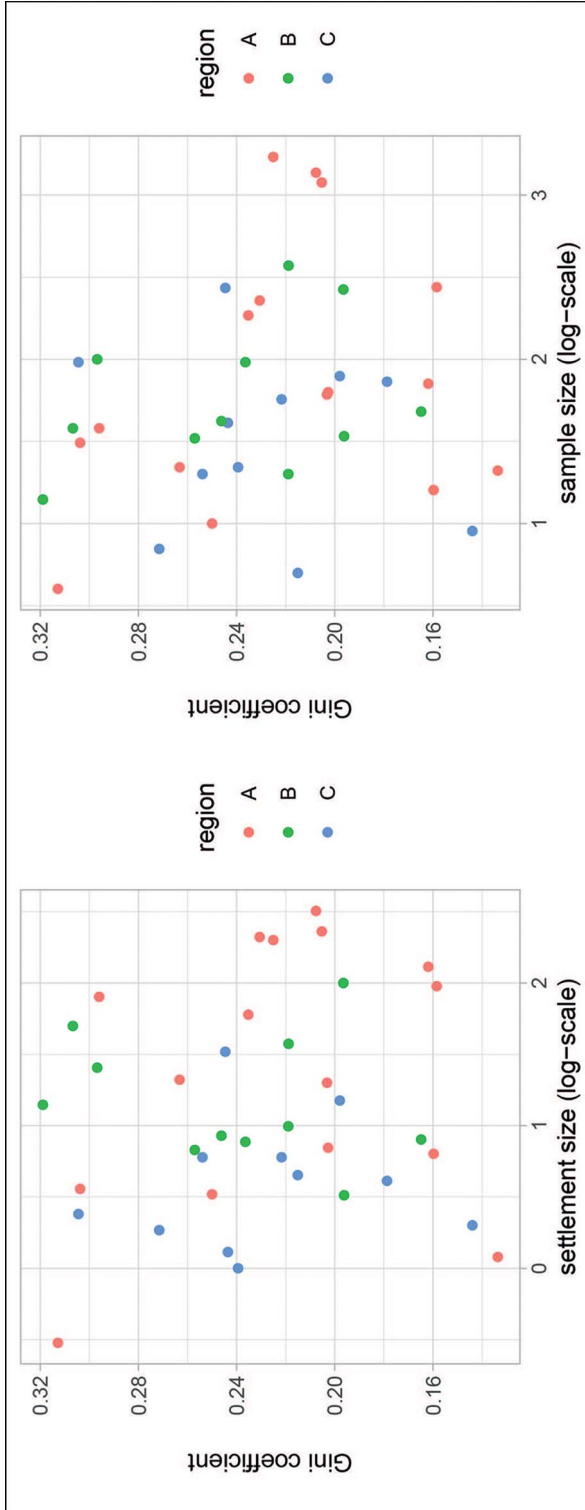 Gini coefficient
0.32
0.28
0.24
0.20
0.16
0
1
2
settlement size (log−scale)
region
A
B
C
Gini coefficient
0.32
0.28
0.24
0.20
0.16
1
2
3
sample size (log−scale)
region
A
B
C